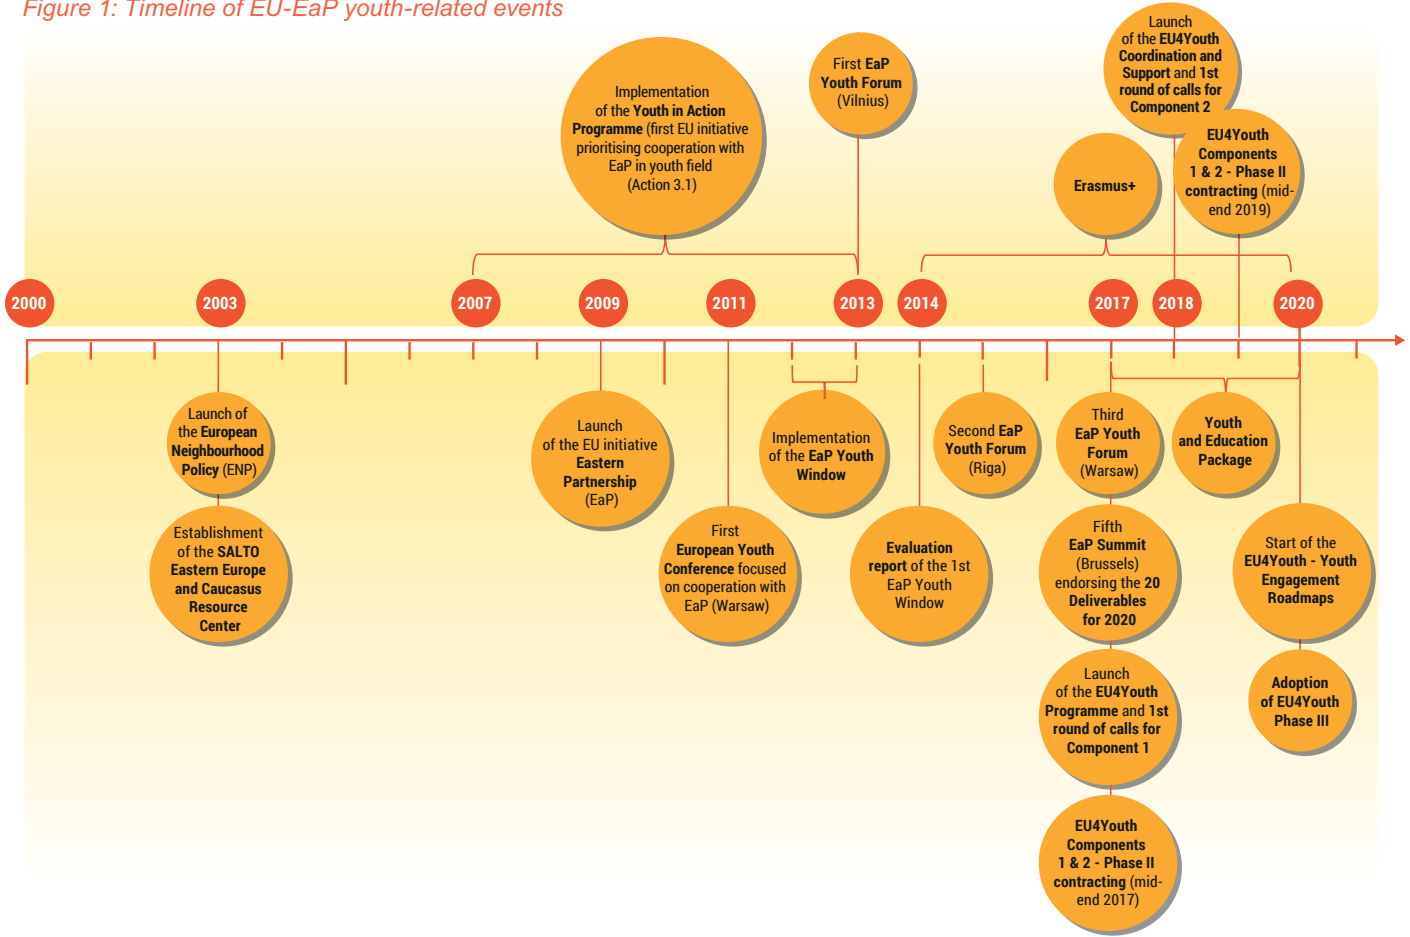 Figure 1: Timeline of EU-EaP youth-related events
Implementation
of the Youth in Action
Programme (first EU initiative
prioritising cooperation with
EaP in youth field
(Action 3.1)
First EaP
Youth Forum
(Vilnius)
Launch
of the EU4Youth
Coordination and
Support and 1st
round of calls for
Component 2
Erasmus+
EU4Youth
Components
1 & 2 - Phase II
contracting (mid-
end 2019)
2000
2003
2007
2009
2011
2013
2014
2017
2018
2020
Launch of
the European
Neighbourhood
Policy (ENP)
Establishment
of the SALTO
Eastern Europe
and Caucasus
Resource
Center
Launch
of the EU initiative
Eastern
Partnership
(EaP)
First
European Youth
Conference focused
on cooperation with
EaP (Warsaw)
Implementation
of the EaP Youth
Window
Evaluation
report of the 1st
EaP Youth
Window
Second EaP
Youth Forum
(Riga)
Third
EaP Youth
Forum
(Warsaw)
Fifth
EaP Summit
(Brussels)
endorsing the 20
Deliverables
for 2020
Launch
of the EU4Youth
Programme and 1st
round of calls for
Component 1
EU4Youth
Components
1 & 2 - Phase II
contracting (mid-
end 2017)
Youth
and Education
Package
Start of the
EU4Youth - Youth
Engagement
Roadmaps
Adoption
of EU4Youth
Phase III